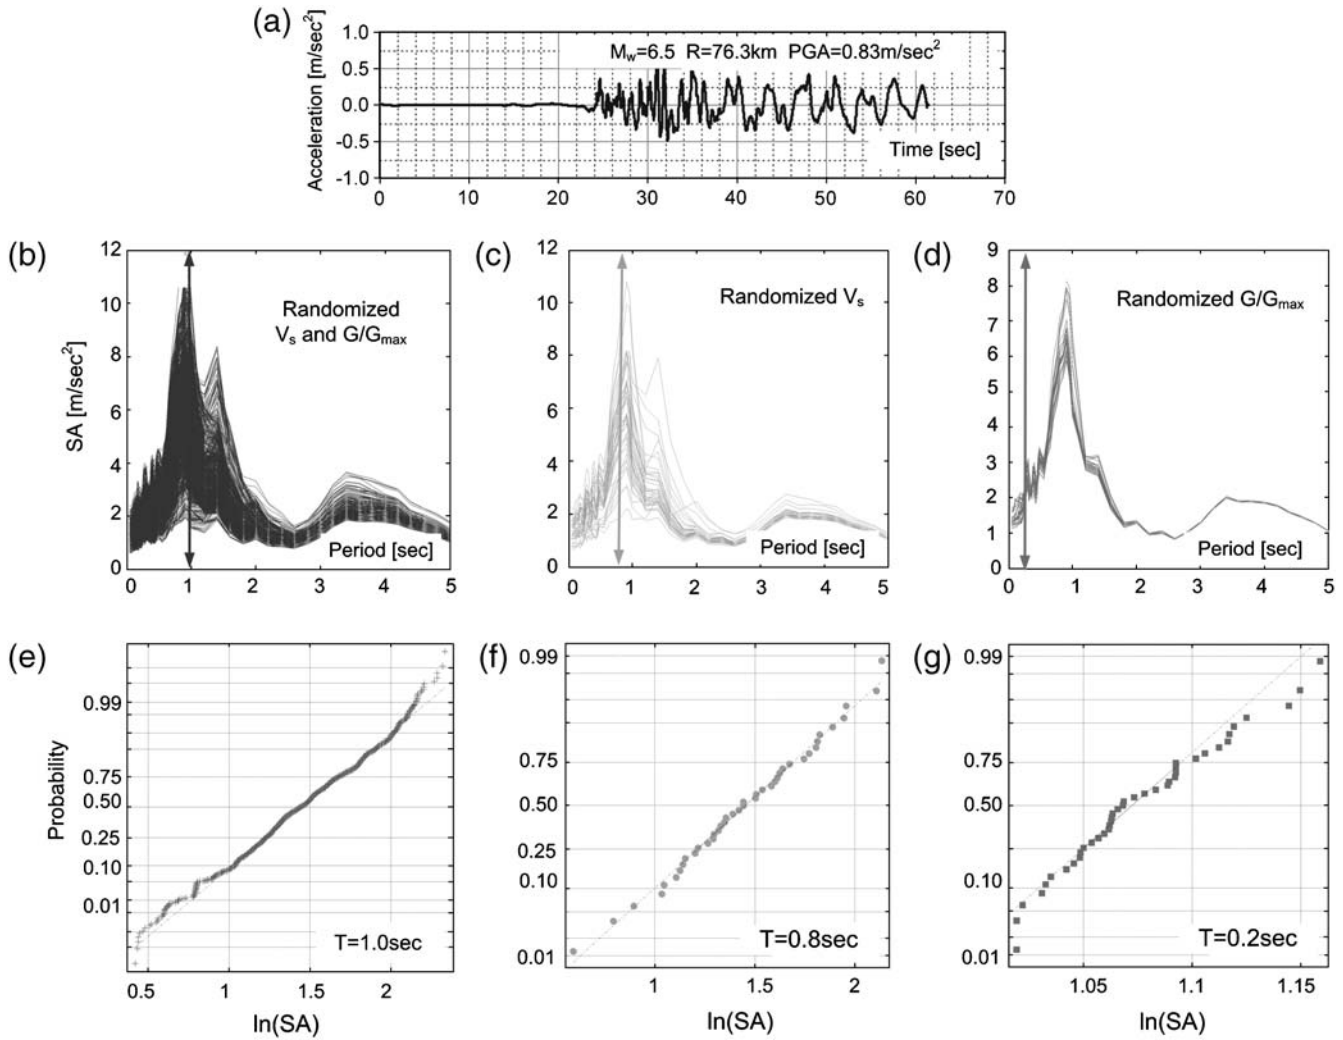 (a)
Acceleration [m/sec²]
1.0
0.5
0.0
-0.5
-1.0
M_w=6.5 R=76.3km PGA=0.83m/sec²
Time [sec]
0 10 20 30 40 50 60 70
(b)
SA [m/sec²]
12
10
8
6
4
2
0
Randomized
V_s and G/G_max
Period [sec]
0 1 2 3 4 5
(c)
12
10
8
6
4
2
0
Randomized V_s
Period [sec]
0 1 2 3 4 5
(d)
9
8
7
6
5
4
3
2
1
0
Randomized G/G_max
Period [sec]
0 1 2 3 4 5
(e)
Probability
0.99
0.75
0.50
0.25
0.10
0.01
T=1.0sec
0.5 1 1.5 2
ln(SA)
(f)
0.99
0.75
0.50
0.25
0.10
0.01
T=0.8sec
1 1.5 2
ln(SA)
(g)
0.99
0.75
0.50
0.25
0.10
0.01
T=0.2sec
1.05 1.1 1.15
ln(SA)